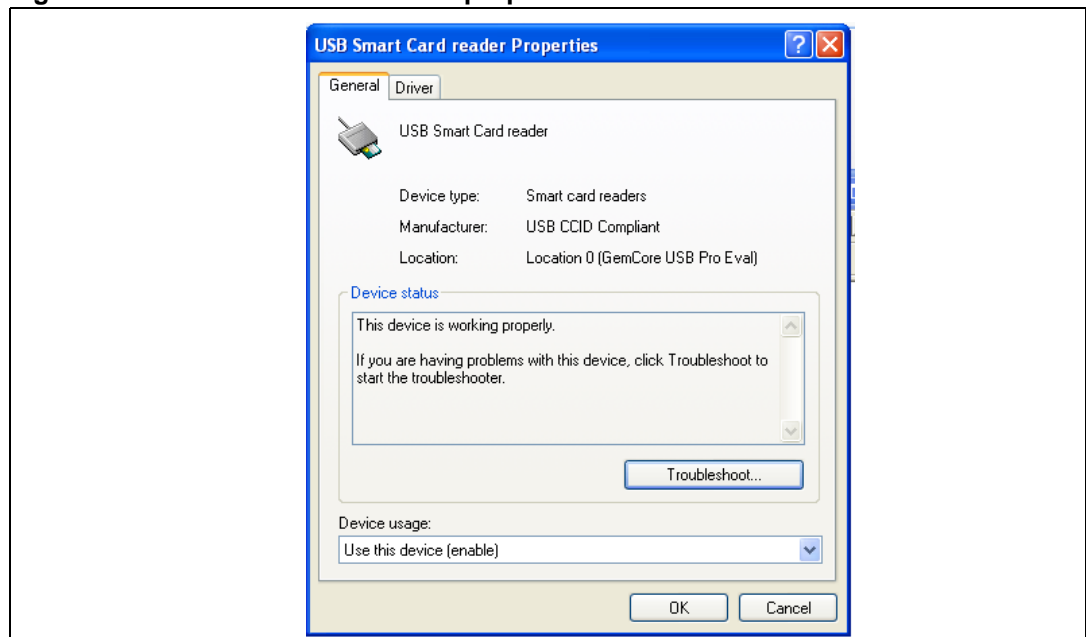 USB Smart Card reader Properties
General Driver
USB Smart Card reader
Device type: Smart card readers
Manufacturer: USB CCID Compliant
Location: Location 0 (GemCore USB Pro Eval)
Device status
This device is working properly.
If you are having problems with this device, click Troubleshoot to
start the troubleshooter.
Troubleshoot...
Device usage:
Use this device (enable)
OK Cancel